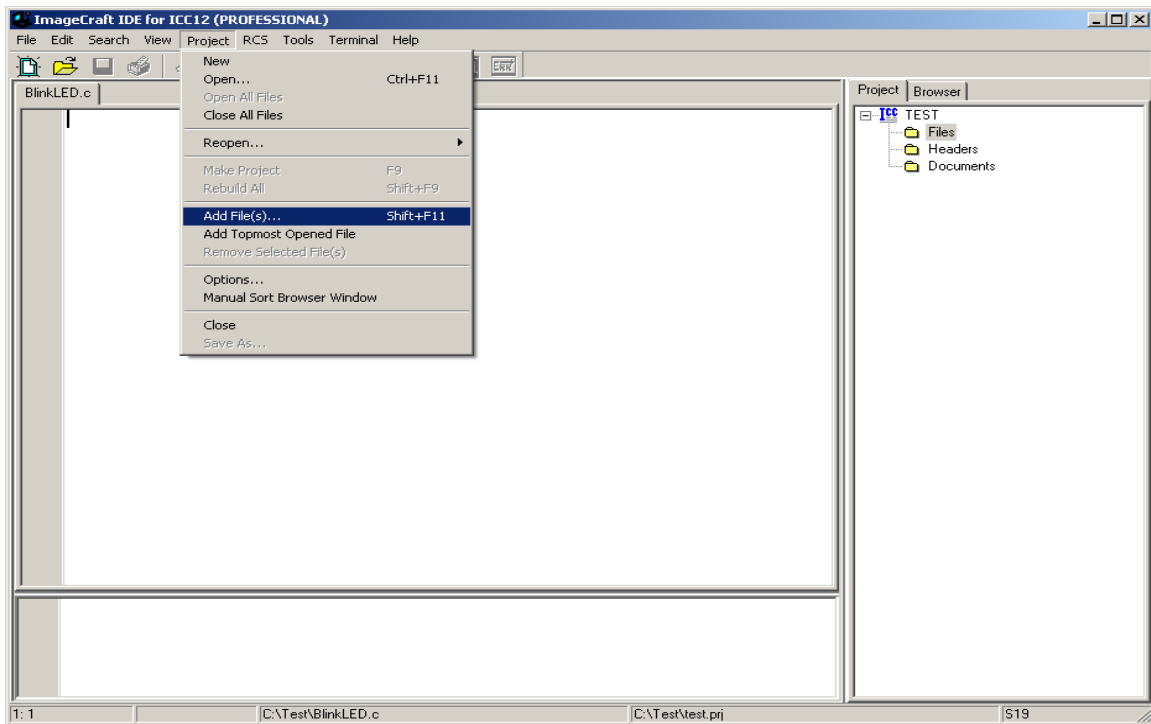 ImageCraft IDE for ICC12 (PROFESSIONAL)
File Edit Search View Project RCS Tools Terminal Help
ERR
BlinkLED.c
New
Open... Ctrl+F11
Open All Files
Close All Files
Reopen...
Make Project F9
Rebuild All Shift+F9
Add File(s)... Shift+F11
Add Topmost Opened File
Remove Selected File(s)
Options...
Manual Sort Browser Window
Close
Save As...
Project Browser
ICC TEST
Files
Headers
Documents
1: 1 C:\Test\BlinkLED.c C:\Test\test.prj S19